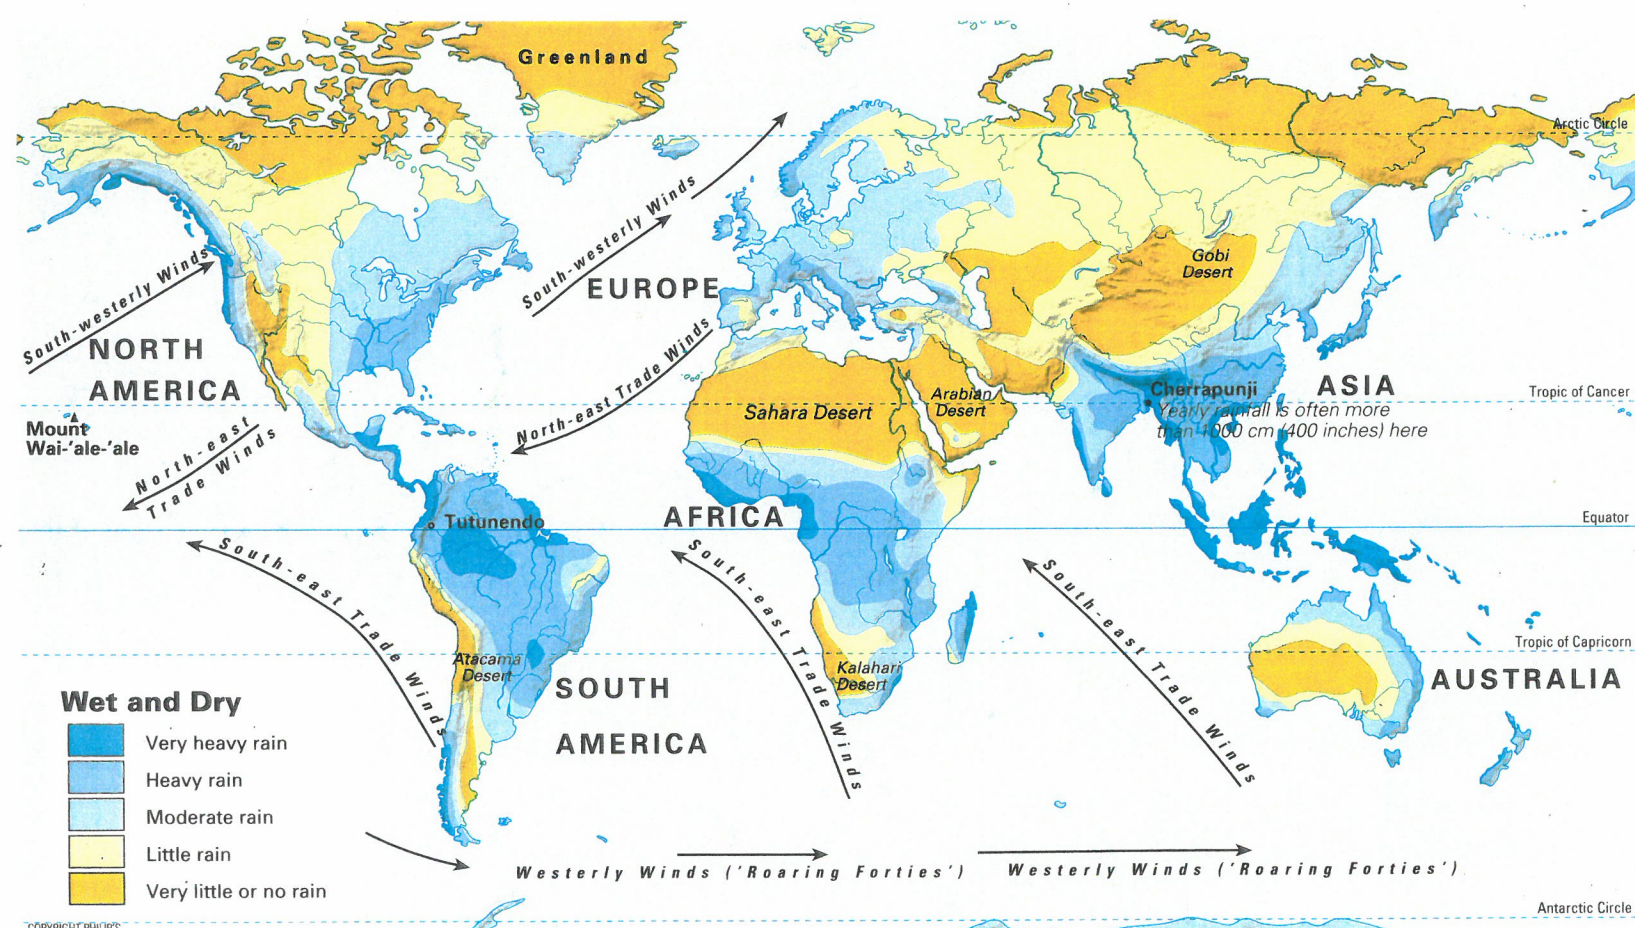 Greenland
Arctic Circle
South-westerly Winds
Gobi
Desert
EUROPE
South-westerly Winds
NORTH
AMERICA
North-east Trade Winds
ASIA
Cherrapunji
Yearly rainfall is often more
than 1000 cm (400 inches) here
Tropic of Cancer
Arabian
Desert
Sahara Desert
Mount
Wai-'ale-'ale
North-east
Trade Winds
AFRICA
Tutunendo
Equator
South-east Trade Winds
South-east Trade Winds
South-east Trade Winds
Tropic of Capricorn
Atacama
Desert
Kalahari
Desert
AUSTRALIA
SOUTH
AMERICA
Wet and Dry
Very heavy rain
Heavy rain
Moderate rain
Little rain
Very little or no rain
Westerly Winds ('Roaring Forties')
Westerly Winds ('Roaring Forties')
Antarctic Circle
COPYRIGHT PHILIP'S